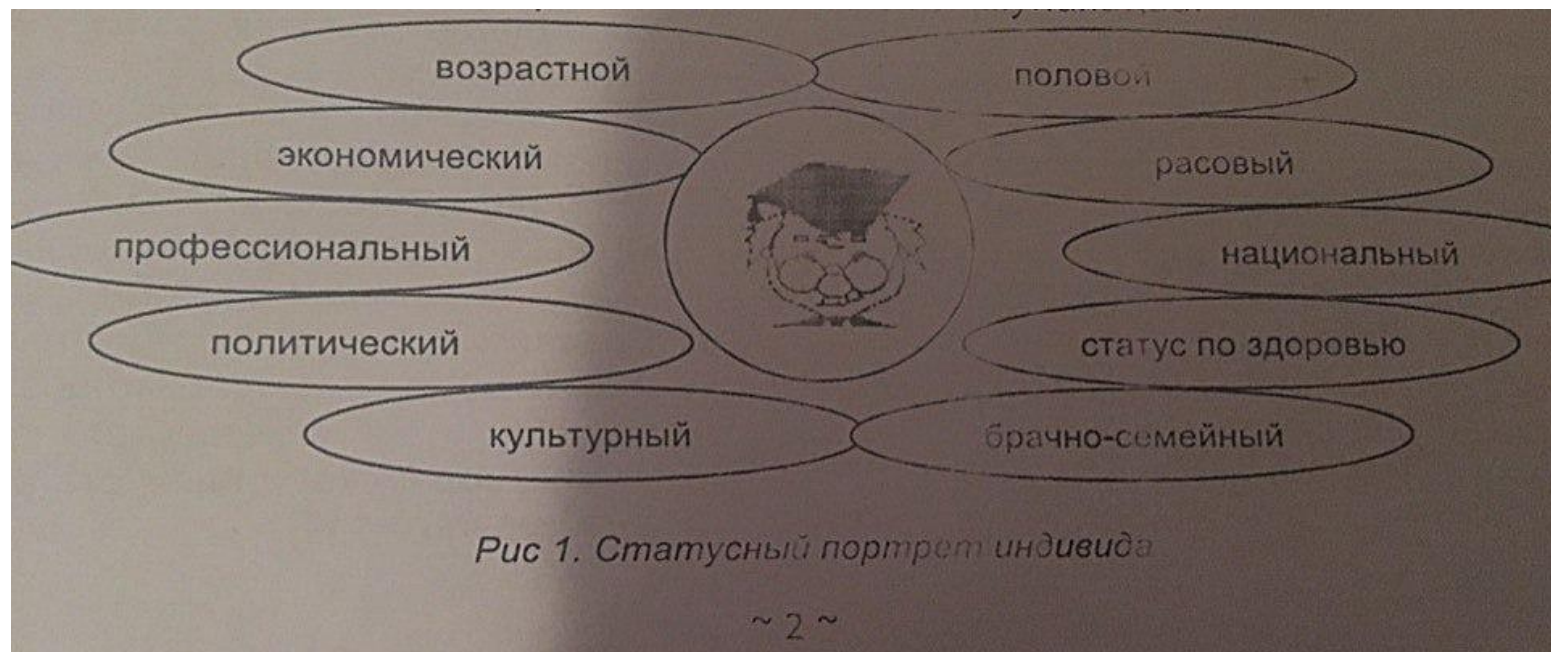 возрастной половой
экономический расовый
профессиональный национальный
политический статус по здоровью
культурный брачно-семейный
Рис 1. Статусный портрет индивида
~ 2 ~